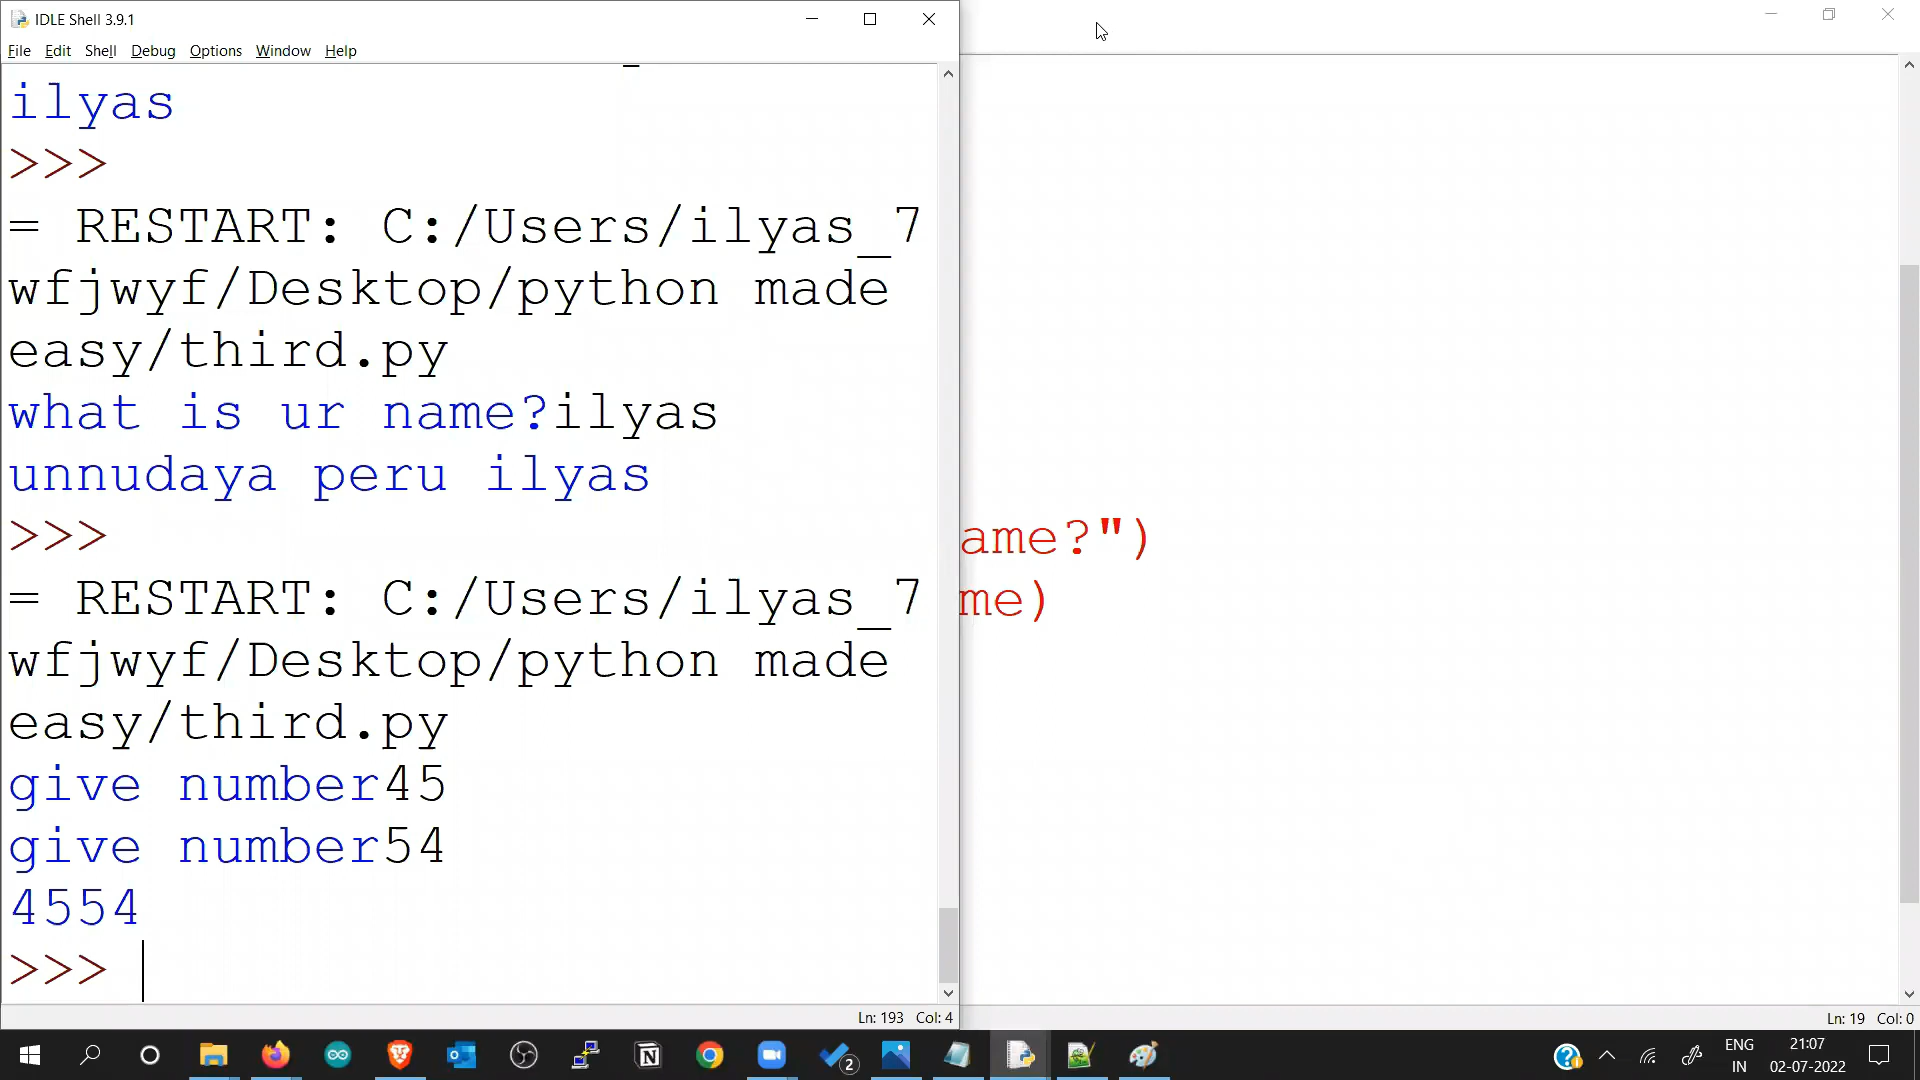 IDLE Shell 3.9.1
File Edit Shell Debug Options Window Help
ilyas
>>>
= RESTART: C:/Users/ilyas_7
wfjwyf/Desktop/python made
easy/third.py
what is ur name?ilyas
unnudaya peru ilyas
>>>
= RESTART: C:/Users/ilyas_7
wfjwyf/Desktop/python made
easy/third.py
give number45
give number54
4554
>>>
Ln: 193 Col: 4
ame?")
me)
Ln: 19 Col: 0
2
ENG
IN
21:07
02-07-2022